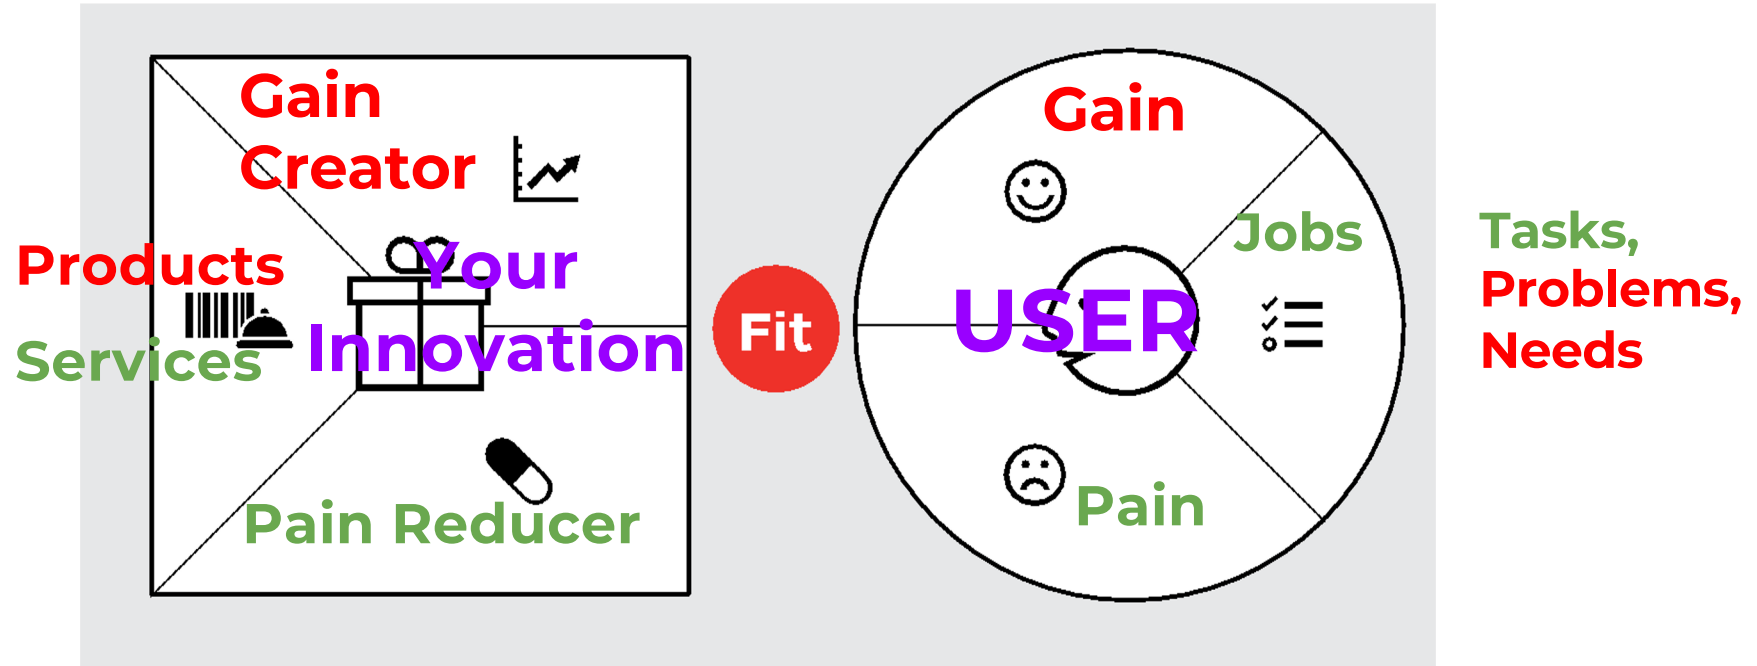 Gain
Creator
Products
Services
Your
Innovation
Pain Reducer
Fit
Gain
Jobs
USER
Pain
Tasks,
Problems,
Needs